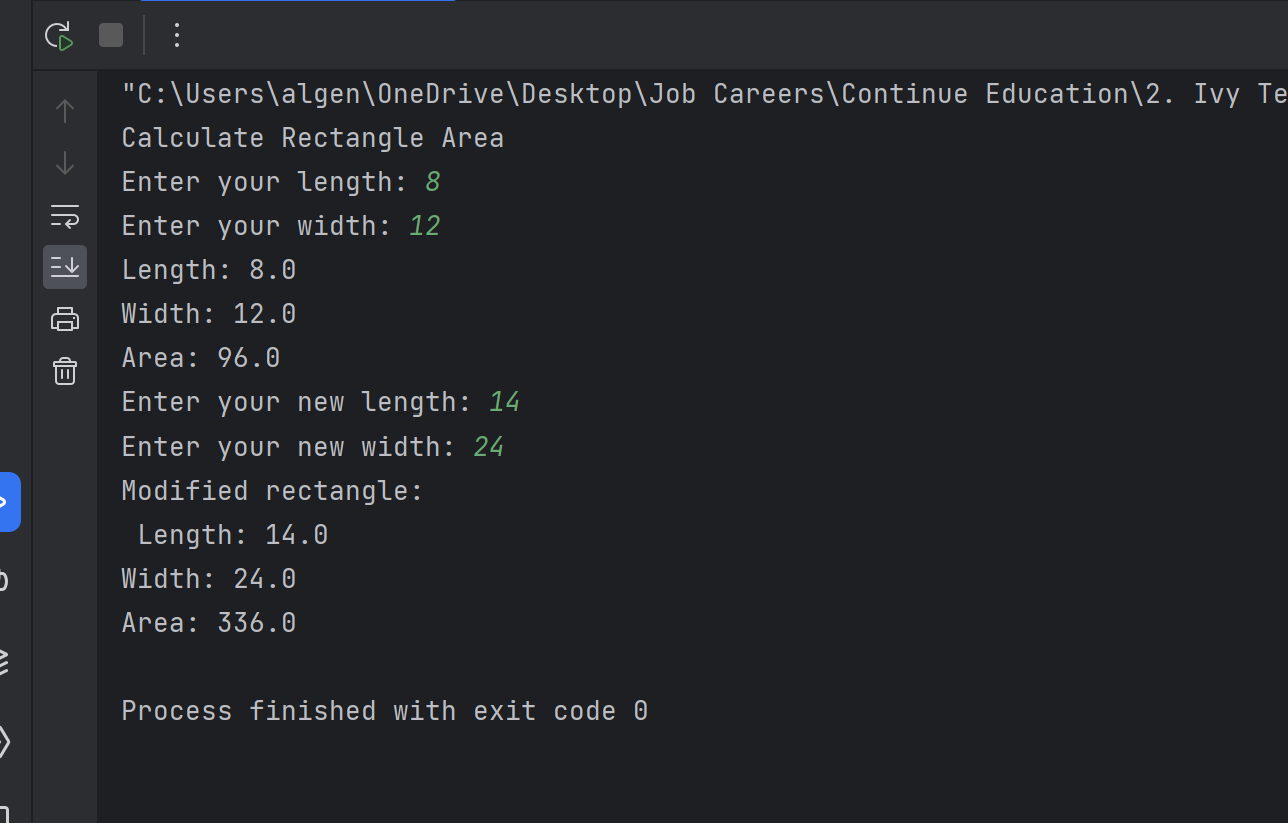 "C:\Users\algen\OneDrive\Desktop\Job Careers\Continue Education\2. Ivy Te
Calculate Rectangle Area
Enter your length: 8
Enter your width: 12
Length: 8.0
Width: 12.0
Area: 96.0
Enter your new length: 14
Enter your new width: 24
Modified rectangle:
 Length: 14.0
Width: 24.0
Area: 336.0
Process finished with exit code 0